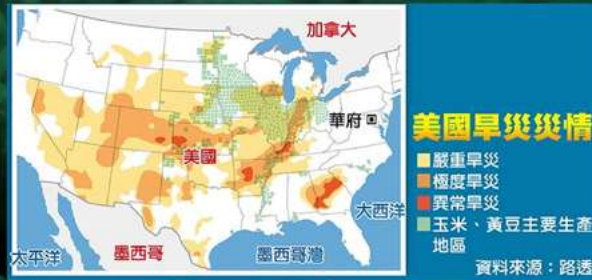 加拿大
華府
美國
大西洋
太平洋
墨西哥
墨西哥灣
美國旱災災情
嚴重旱災
極度旱災
異常旱災
玉米、黃豆主要生產
地區
資料來源：路透